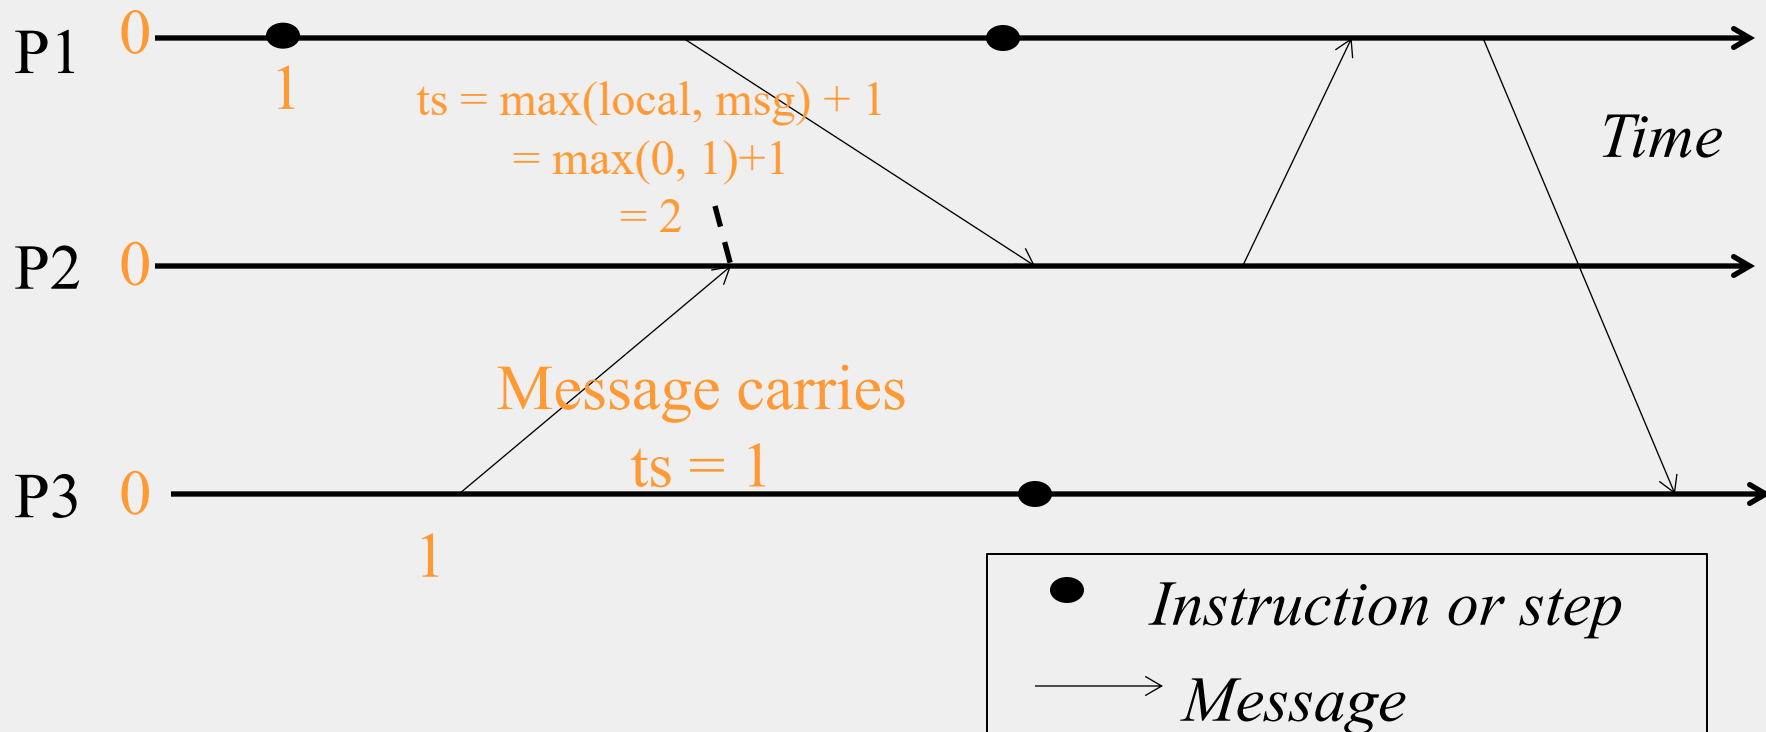 P1 0
1
ts = max(local, msg) + 1
= max(0, 1)+1
= 2
Time
P2 0
Message carries
ts = 1
P3 0
1
Instruction or step
Message